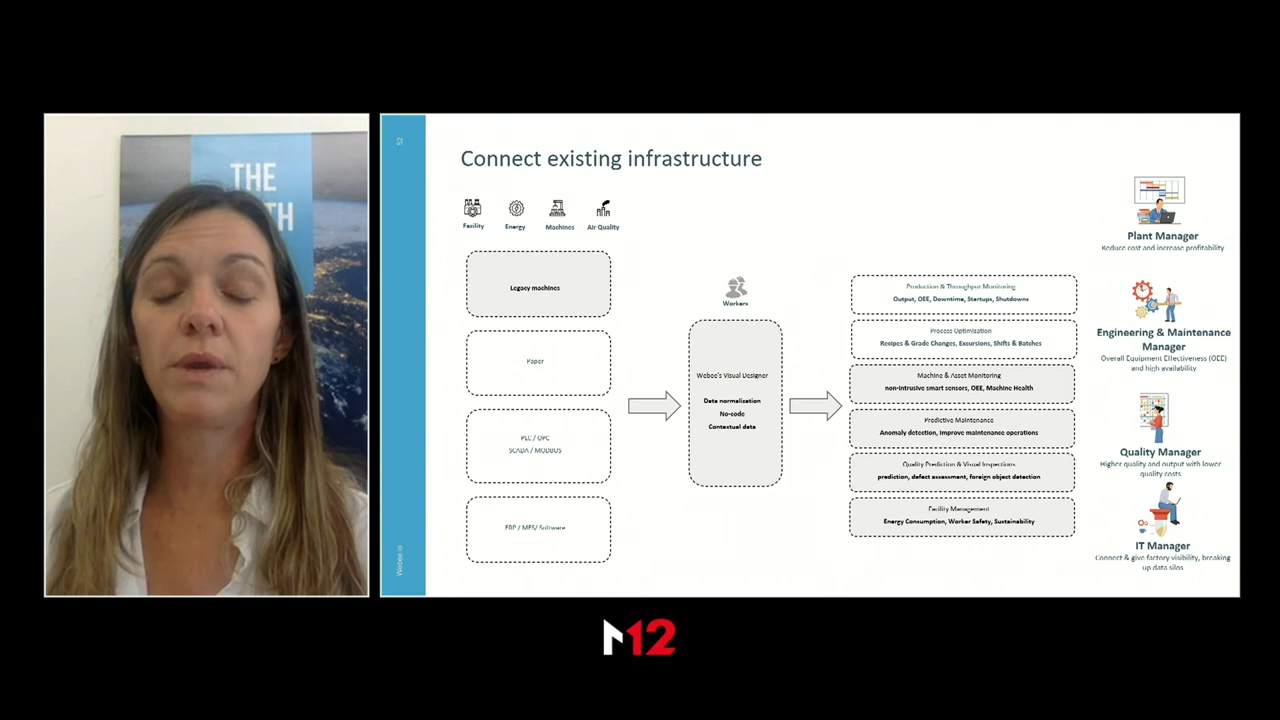 THE
TH
52
Webee.io
Connect existing infrastructure
Facility
Energy
Machines
Air Quality
Legacy machines
Paper
PLC / OPC
SCADA / MODBUS
ERP / MES/ Software
Workers
Webee's Visual Designer
Data normalization
No-code
Contextual data
Production & Throughput Monitoring
Output, OEE, Downtime, Startups, Shutdowns
Process Optimization
Recipes & Grade Changes, Excursions, Shifts & Batches
Machine & Asset Monitoring
non-intrusive smart sensors, OEE, Machine Health
Predictive Maintenance
Anomaly detection, improve maintenance operations
Quality Prediction & Visual Inspections
prediction, defect assessment, foreign object detection
Facility Management
Energy Consumption, Worker Safety, Sustainability
Plant Manager
Reduce cost and increase profitability
Engineering & Maintenance
Manager
Overall Equipment Effectiveness (OEE)
and high availability
Quality Manager
Higher quality and output with lower
quality costs
IT Manager
Connect & give factory visibility, breaking
up data silos
M12